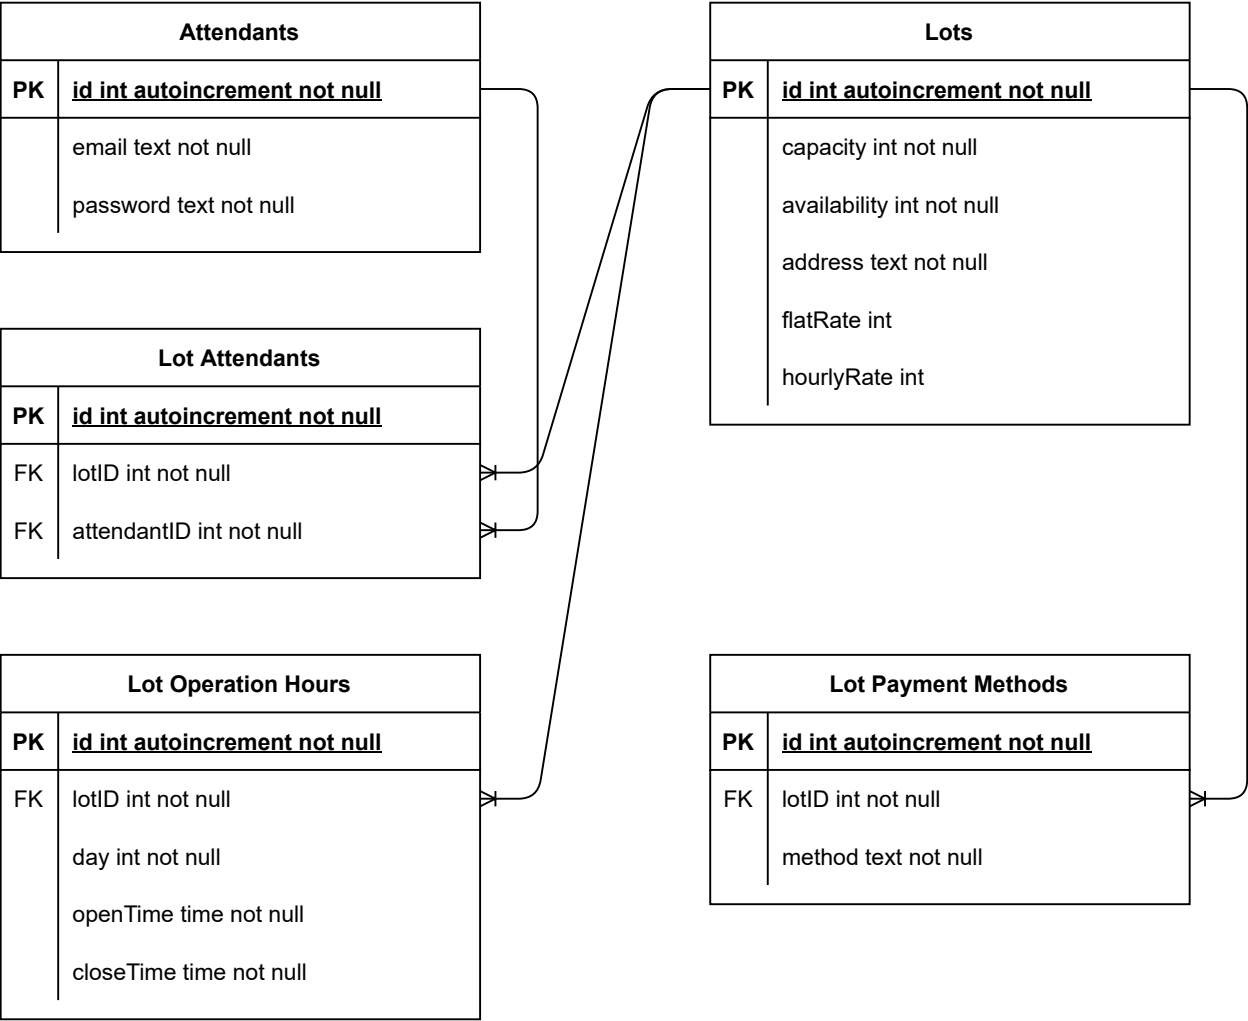 Attendants
PK id int autoincrement not null
email text not null
password text not null
Lots
PK id int autoincrement not null
capacity int not null
availability int not null
address text not null
flatRate int
hourlyRate int
Lot Attendants
PK id int autoincrement not null
FK lotID int not null
FK attendantID int not null
Lot Operation Hours
PK id int autoincrement not null
FK lotID int not null
day int not null
openTime time not null
closeTime time not null
Lot Payment Methods
PK id int autoincrement not null
FK lotID int not null
method text not null